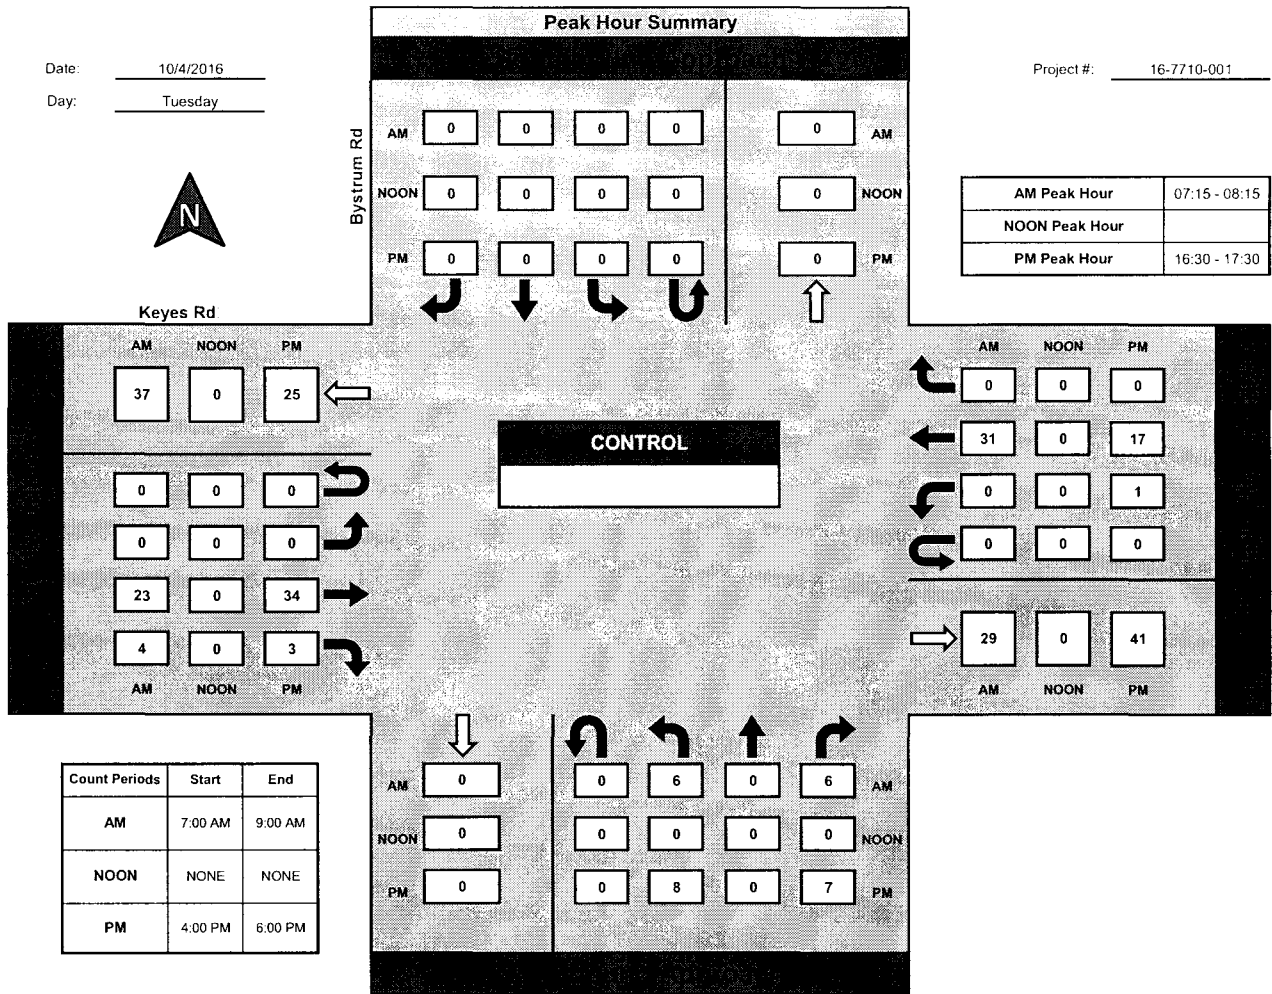 Peak Hour Summary
Date: 10/4/2016
Day: Tuesday
Project #: 16-7710-001
N
Bystrum Rd
AM 0 0 0 0 0 AM
NOON 0 0 0 0 0 NOON
PM 0 0 0 0 0 PM
AM Peak Hour 07:15 - 08:15
NOON Peak Hour
PM Peak Hour 16:30 - 17:30
Keyes Rd
AM NOON PM
37 0 25
0 0 0
0 0 0
23 0 34
4 0 3
AM NOON PM
CONTROL
AM NOON PM
0 0 0
31 0 17
0 0 1
0 0 0
29 0 41
AM NOON PM
AM 0 0 6 0 6 AM
NOON 0 0 0 0 0 NOON
PM 0 0 8 0 7 PM
Count Periods Start End
AM 7:00 AM 9:00 AM
NOON NONE NONE
PM 4:00 PM 6:00 PM